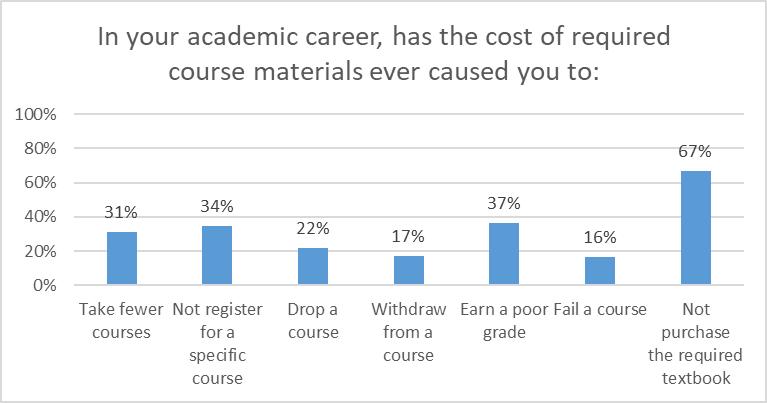 In your academic career, has the cost of required
course materials ever caused you to:
100%
80%
60%
40%
20%
0%
31%
34%
22%
17%
37%
16%
67%
Take fewer
courses
Not register
for a
specific
course
Drop a
course
Withdraw
from a
course
Earn a poor
grade
Fail a course
Not
purchase
the required
textbook